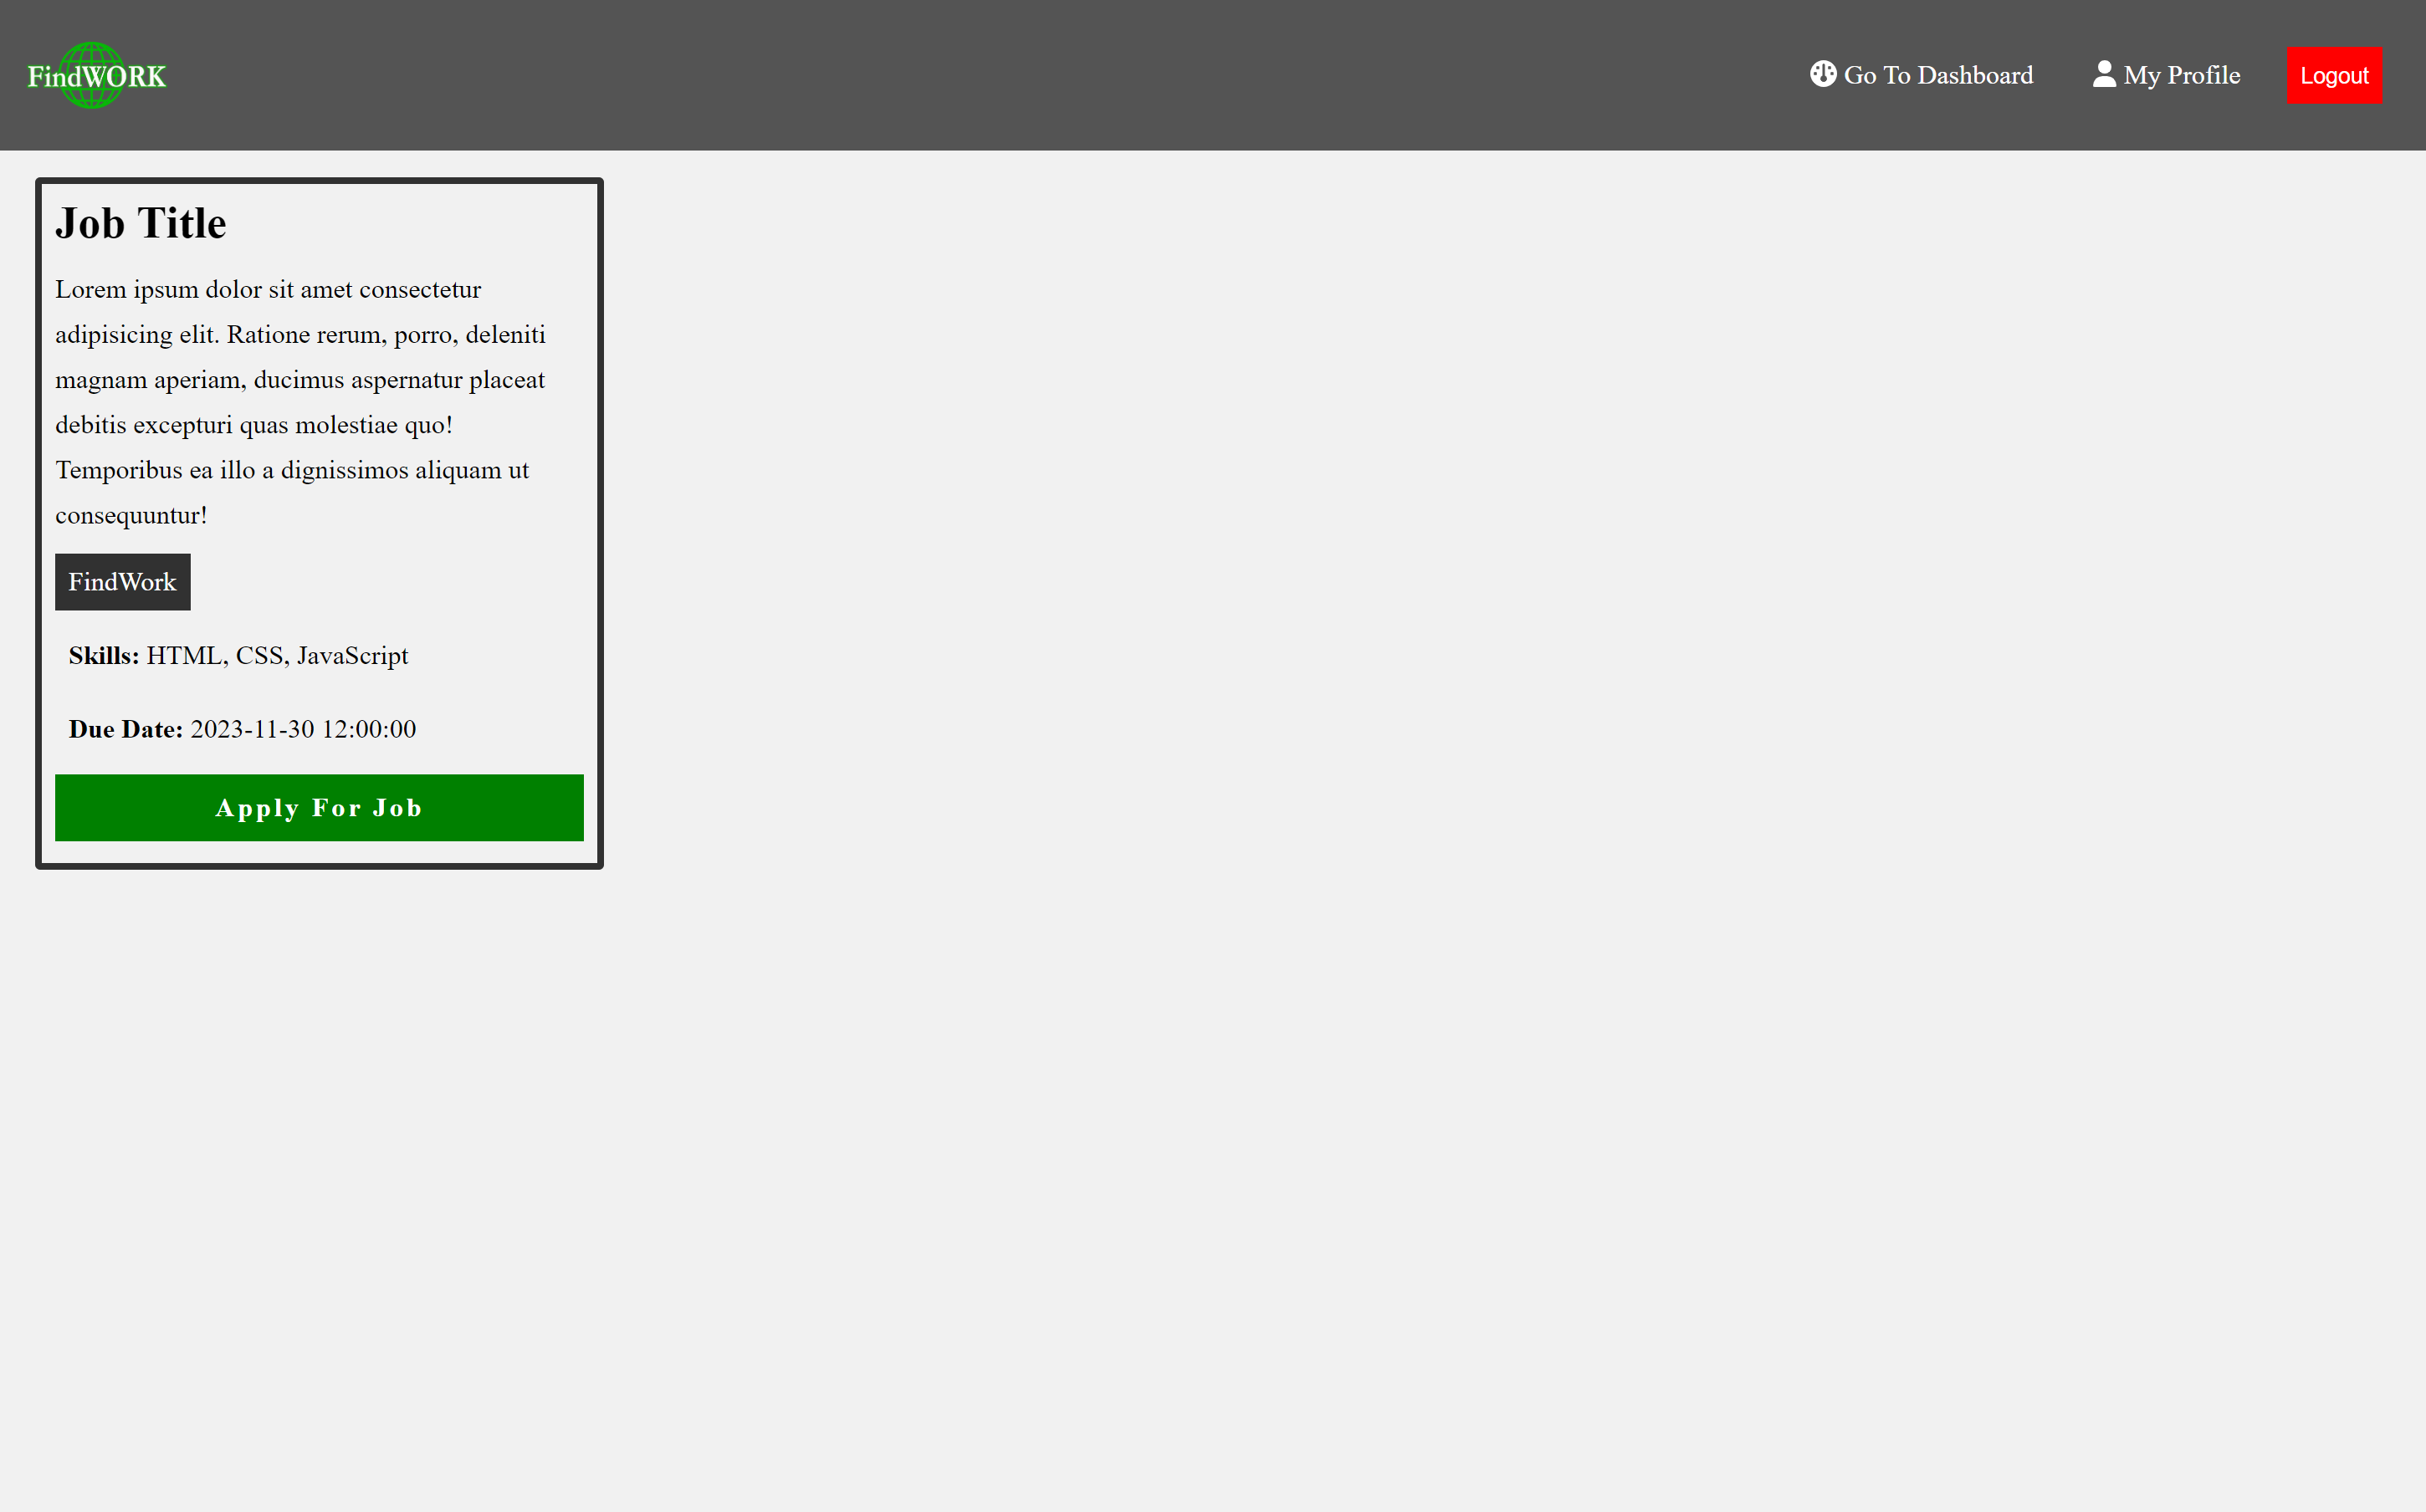 FindWORK
Go To Dashboard
My Profile
Logout
Job Title
Lorem ipsum dolor sit amet consectetur
adipisicing elit. Ratione rerum, porro, deleniti
magnam aperiam, ducimus aspernatur placeat
debitis excepturi quas molestiae quo!
Temporibus ea illo a dignissimos aliquam ut
consequuntur!
FindWork
Skills: HTML, CSS, JavaScript
Due Date: 2023-11-30 12:00:00
Apply For Job